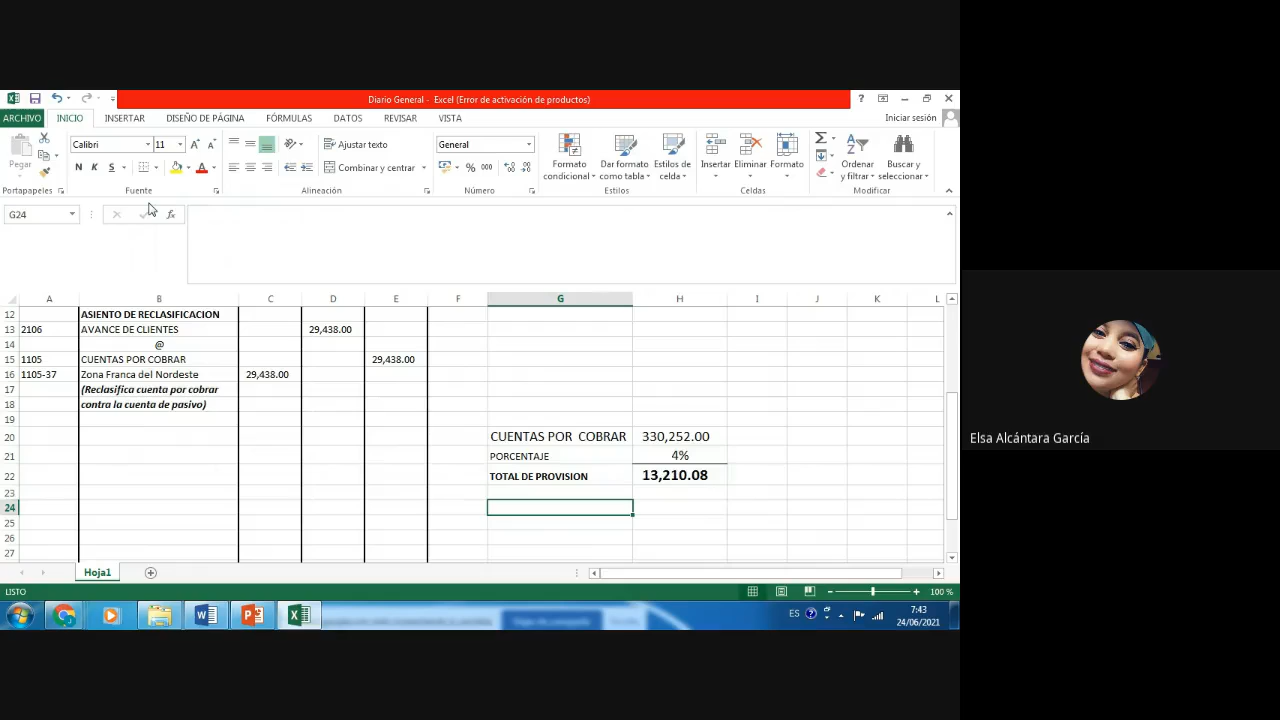 Diario General - Excel (Error de activación de productos)
ARCHIVO INICIO INSERTAR DISEÑO DE PÁGINA FÓRMULAS DATOS REVISAR VISTA Iniciar sesión
Calibri 11 Ajustar texto General
Pegar N K S Combinar y centrar % 000
Formato condicional Dar formato como tabla Estilos de celda Insertar Eliminar Formato Ordenar y filtrar Buscar y seleccionar
Portapapeles Fuente Alineación Número Estilos Celdas Modificar
G24 fx
A B C D E F G H I J K L
12 ASIENTO DE RECLASIFICACION
13 2106 AVANCE DE CLIENTES 29,438.00
14 @
15 1105 CUENTAS POR COBRAR 29,438.00
16 1105-37 Zona Franca del Nordeste 29,438.00
17 (Reclasifica cuenta por cobrar
18 contra la cuenta de pasivo)
19
20 CUENTAS POR COBRAR 330,252.00
21 PORCENTAJE 4%
22 TOTAL DE PROVISION 13,210.08
23
24
25
26
27
Hoja1
LISTO 100 %
ES 7:43
24/06/2021
Elsa Alcántara García